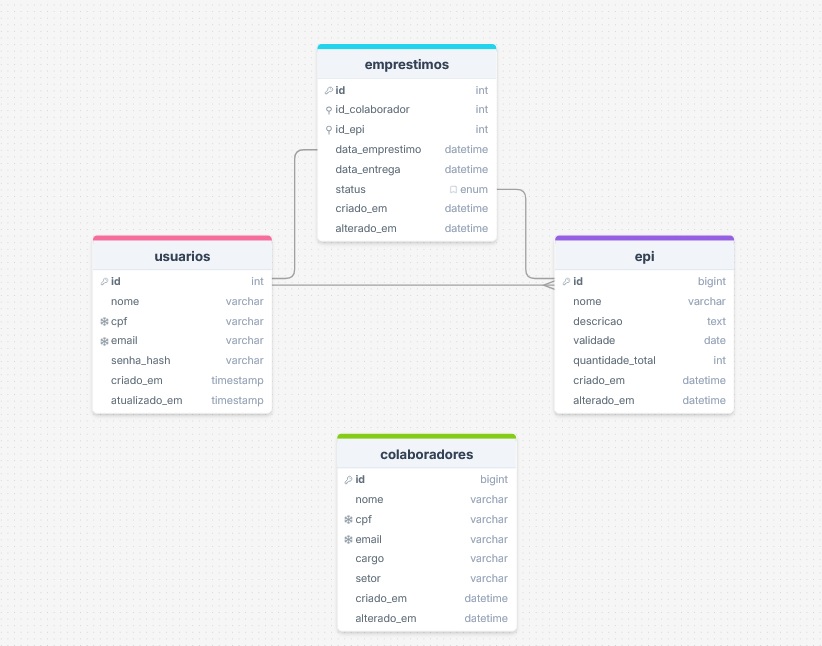 emprestimos
id int
id_colaborador int
id_epi int
data_emprestimo datetime
data_entrega datetime
status enum
criado_em datetime
alterado_em datetime
usuarios
id int
nome varchar
cpf varchar
email varchar
senha_hash varchar
criado_em timestamp
atualizado_em timestamp
epi
id bigint
nome varchar
descricao text
validade date
quantidade_total int
criado_em datetime
alterado_em datetime
colaboradores
id bigint
nome varchar
cpf varchar
email varchar
cargo varchar
setor varchar
criado_em datetime
alterado_em datetime